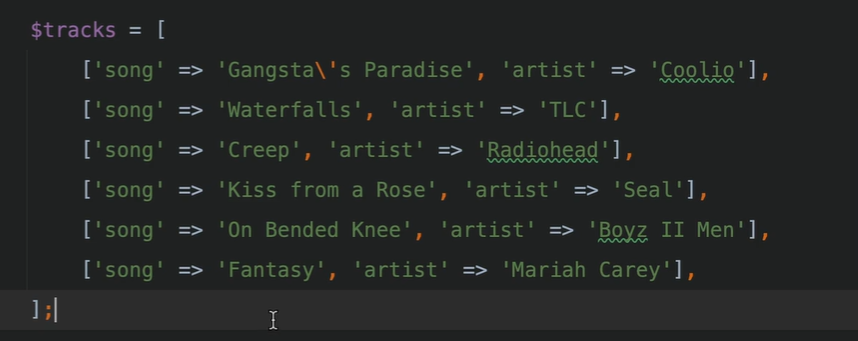 $tracks = [
['song' => 'Gangsta\'s Paradise', 'artist' => 'Coolio'],
['song' => 'Waterfalls', 'artist' => 'TLC'],
['song' => 'Creep', 'artist' => 'Radiohead'],
['song' => 'Kiss from a Rose', 'artist' => 'Seal'],
['song' => 'On Bended Knee', 'artist' => 'Boyz II Men'],
['song' => 'Fantasy', 'artist' => 'Mariah Carey'],
];